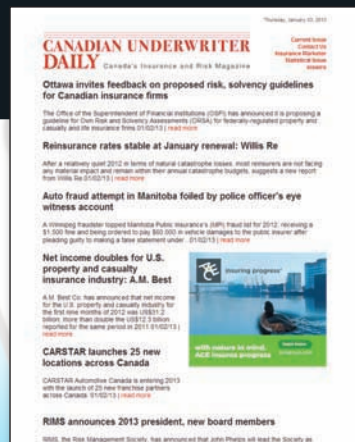 Thursday, January 03, 2013
CANADIAN UNDERWRITER
DAILY Canada's Insurance and Risk Magazine
Current Issue
Contact Us
Insurance Marketer
Statistical Issue
Insiders
Ottawa invites feedback on proposed risk, solvency guidelines
for Canadian insurance firms
The Office of the Superintendent of Financial Institutions (OSFI) has announced it is proposing a
guideline for Own Risk and Solvency Assessments (ORSA) for federally-regulated property and
casualty and life insurance firms 01/02/13 | read more
Reinsurance rates stable at January renewal: Willis Re
After a relatively quiet 2012 in terms of natural catastrophe losses, most reinsurers are not facing
any material impact and remain within their annual catastrophe budgets, suggests a new report
from Willis Re 01/02/13 | read more
Auto fraud attempt in Manitoba foiled by police officer's eye
witness account
A Winnipeg fraudster topped Manitoba Public Insurance's (MPI) fraud list for 2012, receiving a
$1,500 fine and being ordered to pay $60,000 in vehicle damages to the public insurer after
pleading guilty to making a false statement under . 01/02/13 | read more
Net income doubles for U.S.
property and casualty
insurance industry: A.M. Best
A.M. Best Co. has announced that net income
for the U.S. property and casualty industry for
the first nine months of 2012 was US$31.2
billion, more than double the US$12.3 billion
reported for the same period in 2011 01/02/13 |
read more
ace
insuring progress
with nature in mind,
ACE insures progress
CARSTAR launches 25 new
locations across Canada
CARSTAR Automotive Canada is entering 2013
with the launch of 25 new franchise partners
across Canada. 01/02/13 | read more
RIMS announces 2013 president, new board members
RIMS, the Risk Management Society, has announced that John Phelps will lead the Society as